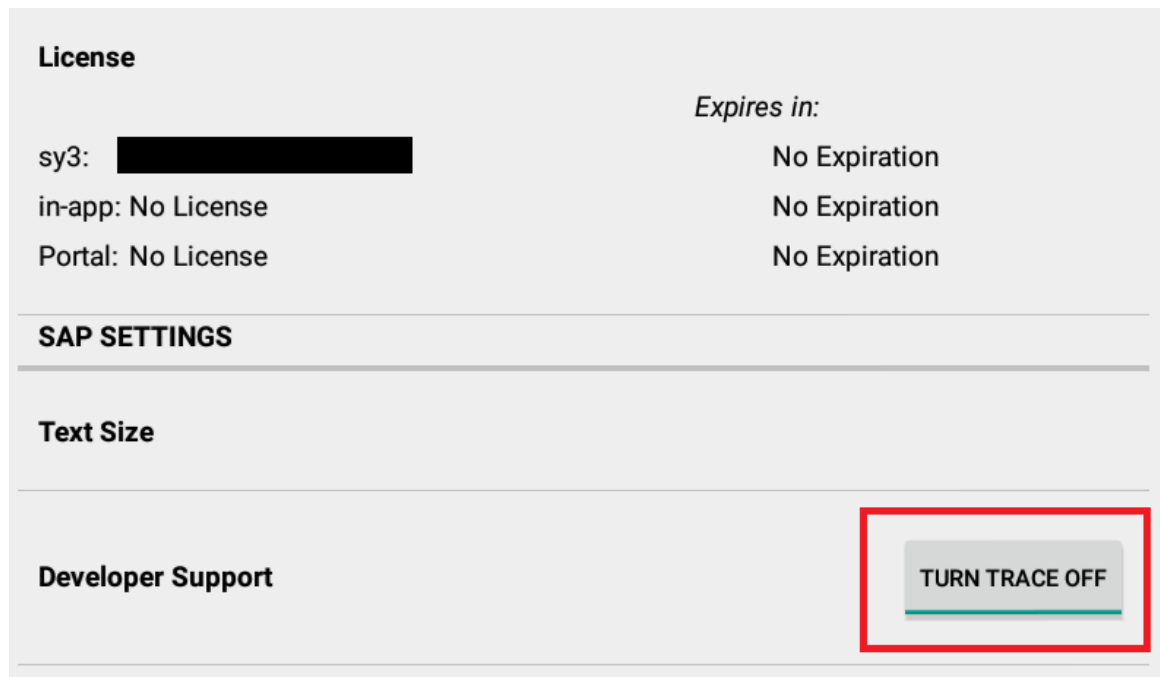 License
Expires in:
sy3: No Expiration
in-app: No License No Expiration
Portal: No License No Expiration
SAP SETTINGS
Text Size
Developer Support TURN TRACE OFF